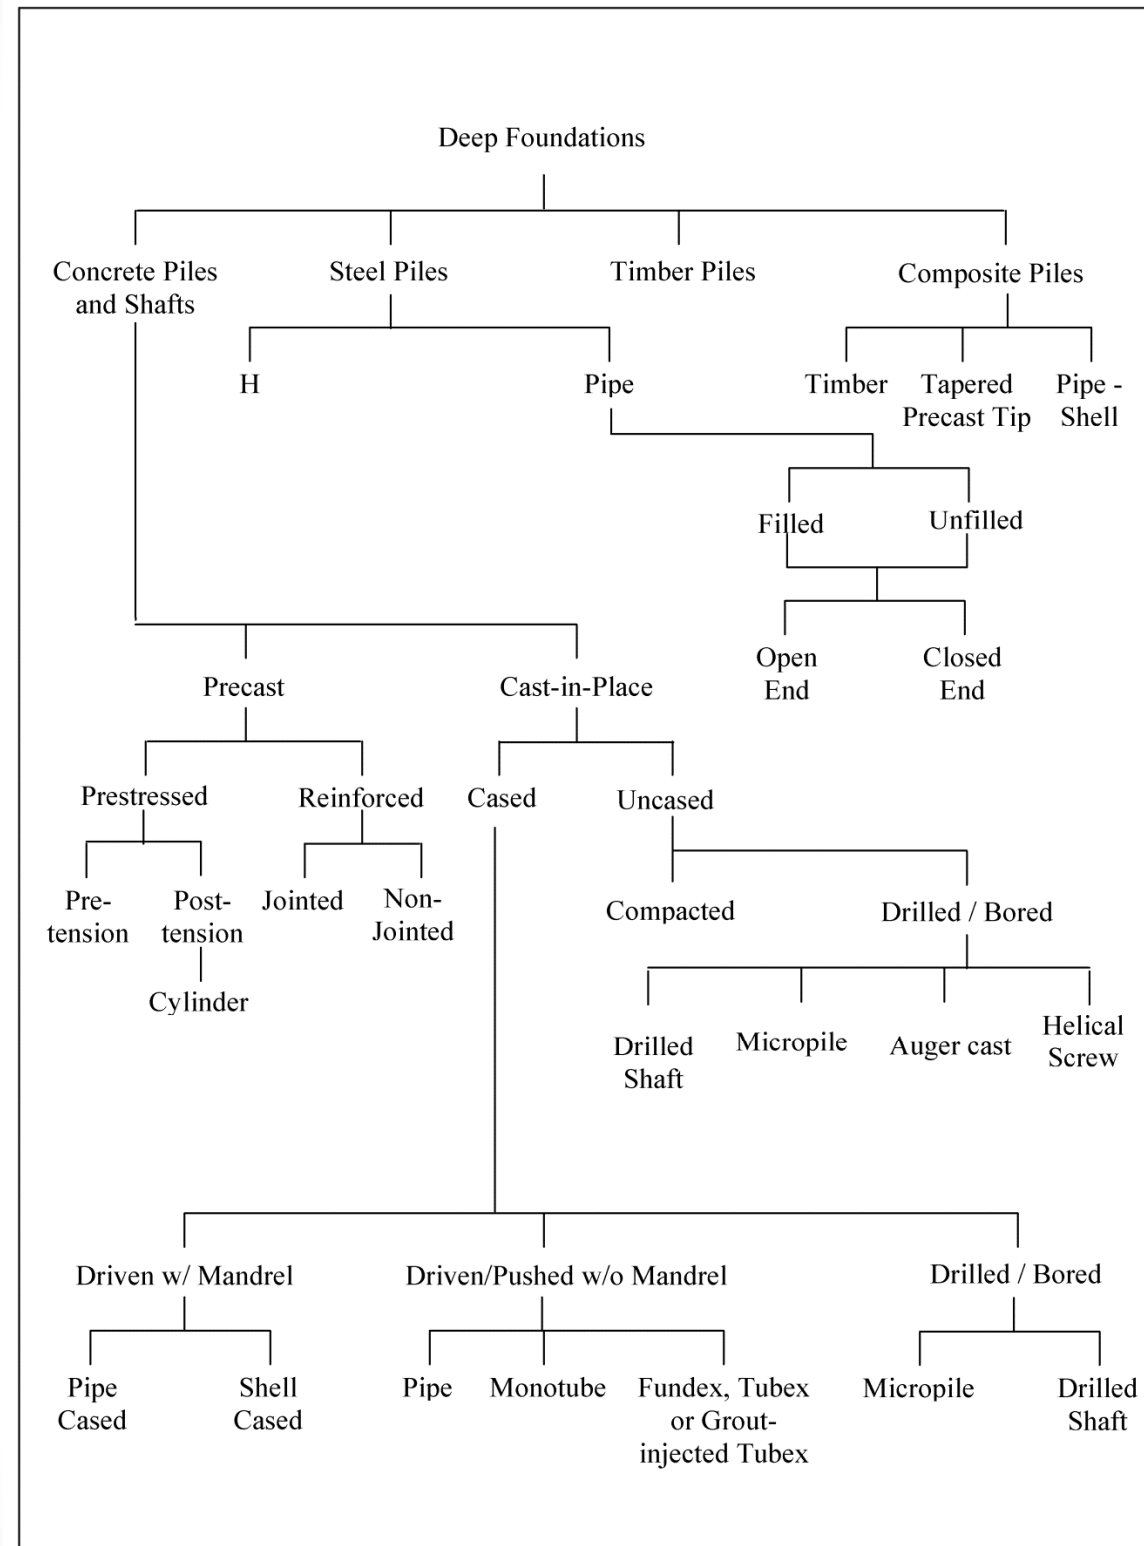 Deep Foundations
Concrete Piles
and Shafts
Steel Piles
Timber Piles
Composite Piles
H
Pipe
Timber
Tapered
Precast Tip
Pipe -
Shell
Filled
Unfilled
Open
End
Closed
End
Precast
Cast-in-Place
Prestressed
Reinforced
Cased
Uncased
Pre-
tension
Post-
tension
Jointed
Non-
Jointed
Compacted
Drilled / Bored
Cylinder
Drilled
Shaft
Micropile
Auger cast
Helical
Screw
Driven w/ Mandrel
Driven/Pushed w/o Mandrel
Drilled / Bored
Pipe
Cased
Shell
Cased
Pipe
Monotube
Fundex, Tubex
or Grout-
injected Tubex
Micropile
Drilled
Shaft